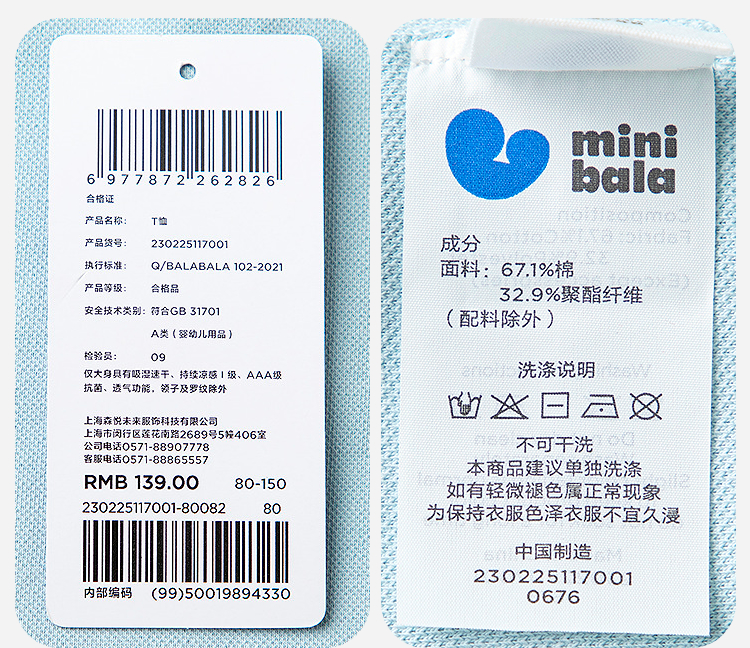 6 977872 262826
合格证
产品名称: T恤
产品货号: 230225117001
执行标准: Q/BALABALA 102-2021
产品等级: 合格品
安全技术类别: 符合GB 31701
A类（婴幼儿用品）
检验员: 09
仅大身具有吸湿速干、持续凉感Ⅰ级、AAA级
抗菌、透气功能，领子及罗纹除外
上海森悦未来服饰科技有限公司
上海市闵行区莲花南路2689号5幢406室
公司电话0571-88907778
客服电话0571-88865557
RMB 139.00 80-150
230225117001-80082 80
内部编码 (99)50019894330
mini
bala
成分
面料: 67.1%棉
32.9%聚酯纤维
（配料除外）
洗涤说明
不可干洗
本商品建议单独洗涤
如有轻微褪色属正常现象
为保持衣服色泽衣服不宜久浸
中国制造
230225117001
0676